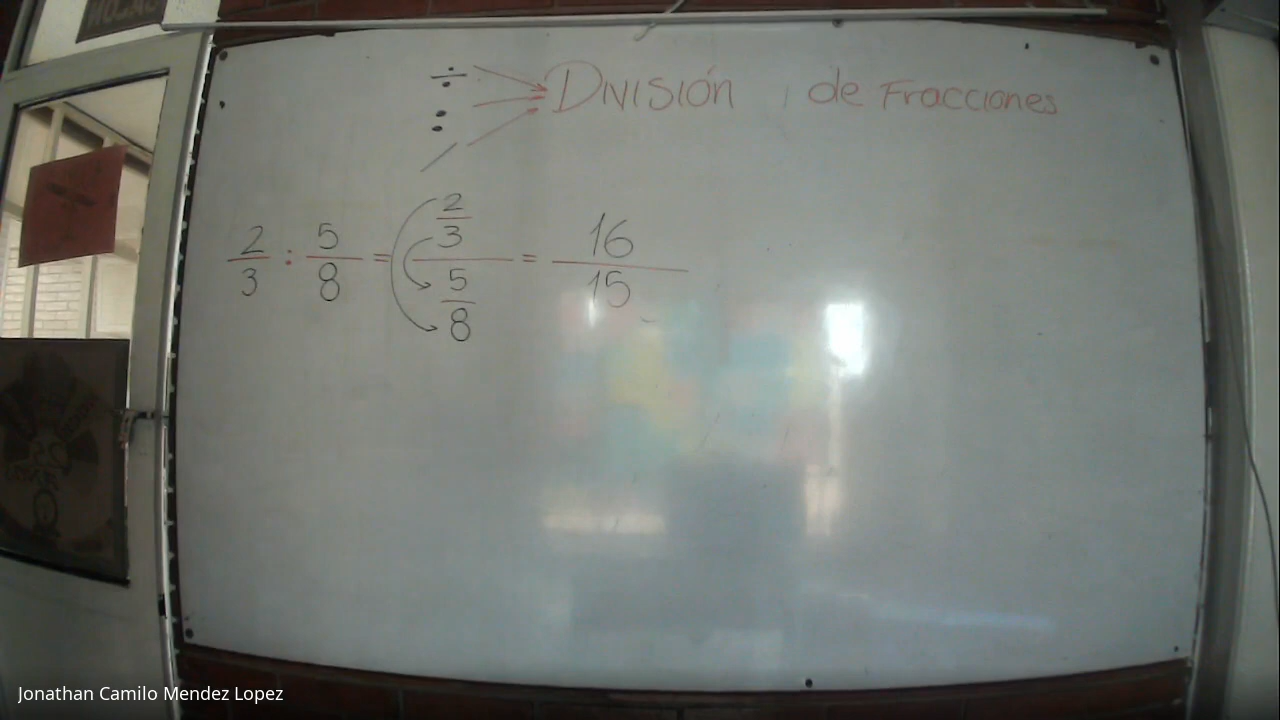 ÷
:
/
División de Fracciones
2/3 : 5/8 = (2/3)/(5/8) = 16/15
Jonathan Camilo Mendez Lopez